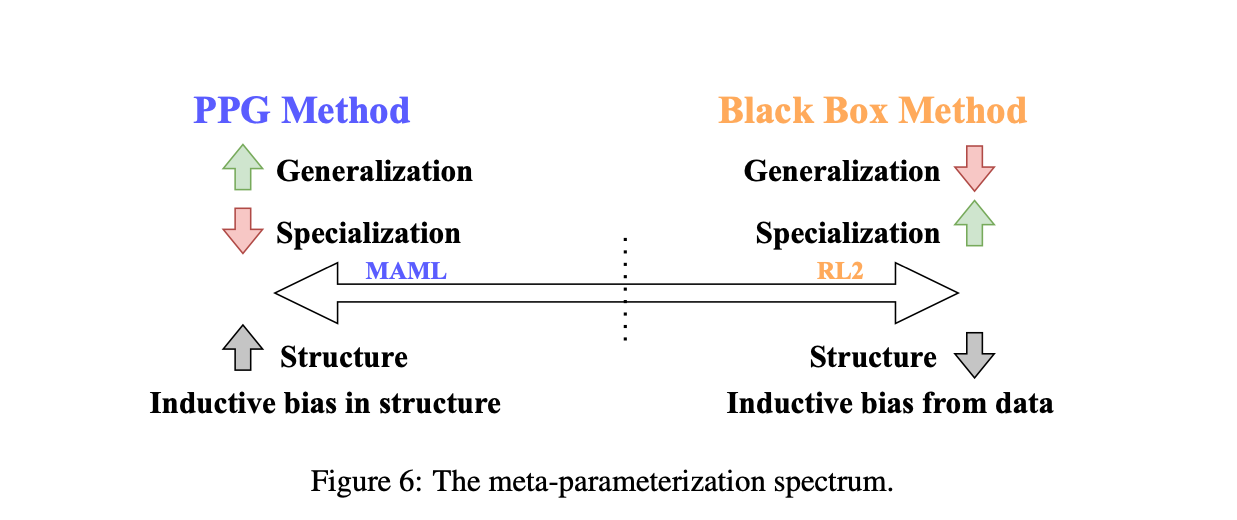 PPG Method
Black Box Method
Generalization
Generalization
Specialization
Specialization
MAML
RL2
Structure
Structure
Inductive bias in structure
Inductive bias from data
Figure 6: The meta-parameterization spectrum.